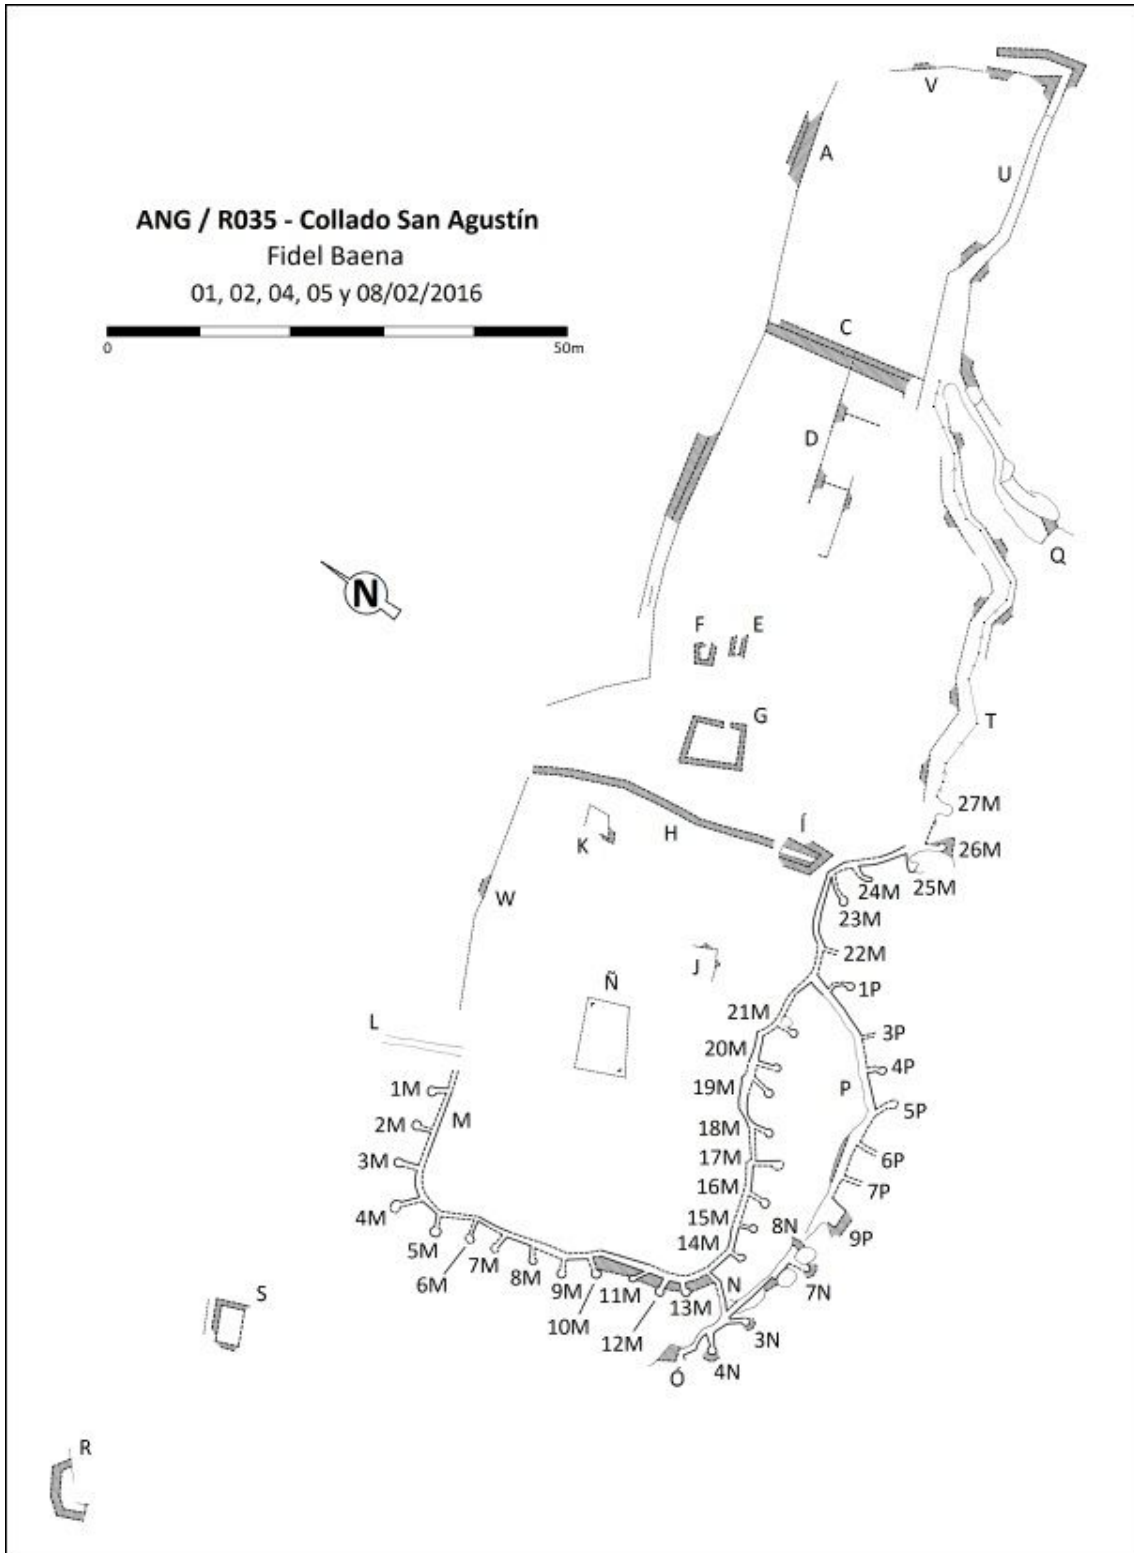 V
A
U
ANG / R035 - Collado San Agustín
Fidel Baena
01, 02, 04, 05 y 08/02/2016
0 50m
C
D
Q
N
F E
G
T
27M
H Í
K 26M
25M
24M
W 23M
22M
J
Ñ 1P
21M
L 3P
20M
4P
1M 19M P
M 5P
2M 18M
3M 17M 6P
16M 7P
4M 15M
5M 8N 9P
14M
6M 7M 8M 9M 11M 13M N 7N
10M
12M 3N
S
Ó 4N
R